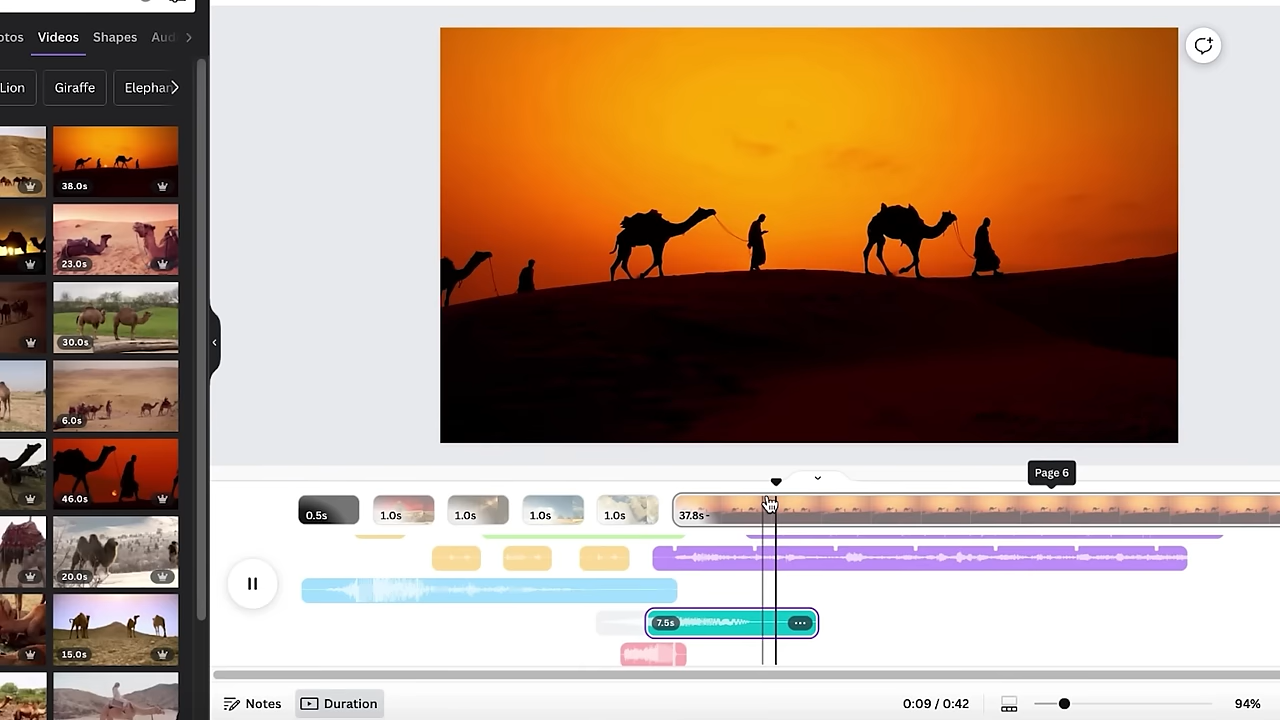 otos
Videos
Shapes
Aud
Lion
Giraffe
Elephan
38.0s
23.0s
30.0s
6.0s
46.0s
20.0s
15.0s
Page 6
0.5s
1.0s
1.0s
1.0s
1.0s
37.8s-
7.5s
Notes
Duration
0:09 / 0:42
94%